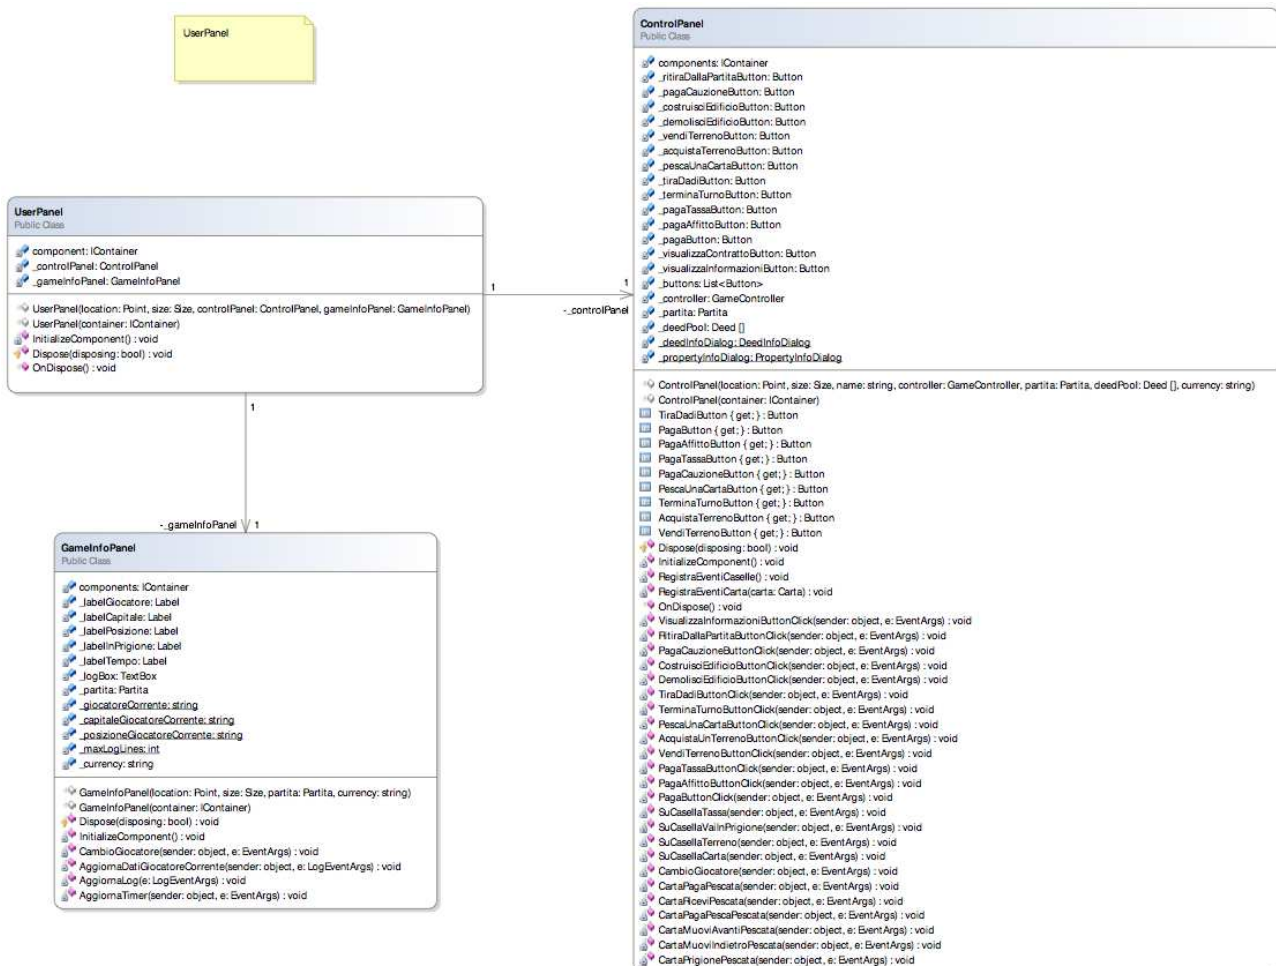 UserPanel
UserPanel
Public Class
component: IContainer
_controlPanel: ControlPanel
_gameInfoPanel: GameInfoPanel
UserPanel(location: Point, size: Size, controlPanel: ControlPanel, gameInfoPanel: GameInfoPanel)
UserPanel(container: IContainer)
InitializeComponent() : void
Dispose(disposing: bool) : void
OnDispose() : void
1
1
-_controlPanel
1
-_gameInfoPanel
1
GameInfoPanel
Public Class
components: IContainer
_labelGiocatore: Label
_labelCapitale: Label
_labelPosizione: Label
_labelInPrigione: Label
_labelTempo: Label
_logBox: TextBox
_partita: Partita
_giocatoreCorrente: string
_capitaleGiocatoreCorrente: string
_posizioneGiocatoreCorrente: string
_maxLogLines: int
_currency: string
GameInfoPanel(location: Point, size: Size, partita: Partita, currency: string)
GameInfoPanel(container: IContainer)
Dispose(disposing: bool) : void
InitializeComponent() : void
CambioGiocatore(sender: object, e: EventArgs) : void
AggiornaDatiGiocatoreCorrente(sender: object, e: LogEventArgs) : void
AggiornaLog(e: LogEventArgs) : void
AggiornaTimer(sender: object, e: EventArgs) : void
ControlPanel
Public Class
components: IContainer
_ritiraDallaPartitaButton: Button
_pagaCauzioneButton: Button
_costruisciEdificioButton: Button
_demolisciEdificioButton: Button
_vendiTerrenoButton: Button
_acquistaTerrenoButton: Button
_pescaUnaCartaButton: Button
_tiraDadiButton: Button
_terminaTurnoButton: Button
_pagaTassaButton: Button
_pagaAffittoButton: Button
_pagaButton: Button
_visualizzaContrattoButton: Button
_visualizzaInformazioniButton: Button
_buttons: List<Button>
_controller: GameController
_partita: Partita
_deedPool: Deed []
_deedInfoDialog: DeedInfoDialog
_propertyInfoDialog: PropertyInfoDialog
ControlPanel(location: Point, size: Size, name: string, controller: GameController, partita: Partita, deedPool: Deed [], currency: string)
ControlPanel(container: IContainer)
TiraDadiButton { get; } : Button
PagaButton { get; } : Button
PagaAffittoButton { get; } : Button
PagaTassaButton { get; } : Button
PagaCauzioneButton { get; } : Button
PescaUnaCartaButton { get; } : Button
TerminaTurnoButton { get; } : Button
AcquistaTerrenoButton { get; } : Button
VendiTerrenoButton { get; } : Button
Dispose(disposing: bool) : void
InitializeComponent() : void
RegistraEventiCaselle() : void
RegistraEventiCarta(carta: Carta) : void
OnDispose() : void
VisualizzaInformazioniButtonClick(sender: object, e: EventArgs) : void
RitiraDallaPartitaButtonClick(sender: object, e: EventArgs) : void
PagaCauzioneButtonClick(sender: object, e: EventArgs) : void
CostruisciEdificioButtonClick(sender: object, e: EventArgs) : void
DemolisciEdificioButtonClick(sender: object, e: EventArgs) : void
TiraDadiButtonClick(sender: object, e: EventArgs) : void
TerminaTurnoButtonClick(sender: object, e: EventArgs) : void
PescaUnaCartaButtonClick(sender: object, e: EventArgs) : void
AcquistaUnTerrenoButtonClick(sender: object, e: EventArgs) : void
VendiTerrenoButtonClick(sender: object, e: EventArgs) : void
PagaTassaButtonClick(sender: object, e: EventArgs) : void
PagaAffittoButtonClick(sender: object, e: EventArgs) : void
PagaButtonClick(sender: object, e: EventArgs) : void
SuCasellaTassa(sender: object, e: EventArgs) : void
SuCasellaVaiInPrigione(sender: object, e: EventArgs) : void
SuCasellaTerreno(sender: object, e: EventArgs) : void
SuCasellaCarta(sender: object, e: EventArgs) : void
CambioGiocatore(sender: object, e: EventArgs) : void
CartaPagaPescata(sender: object, e: EventArgs) : void
CartaRiceviPescata(sender: object, e: EventArgs) : void
CartaPagaPescaPescata(sender: object, e: EventArgs) : void
CartaMuoviAvantiPescata(sender: object, e: EventArgs) : void
CartaMuoviIndietroPescata(sender: object, e: EventArgs) : void
CartaPrigionePescata(sender: object, e: EventArgs) : void